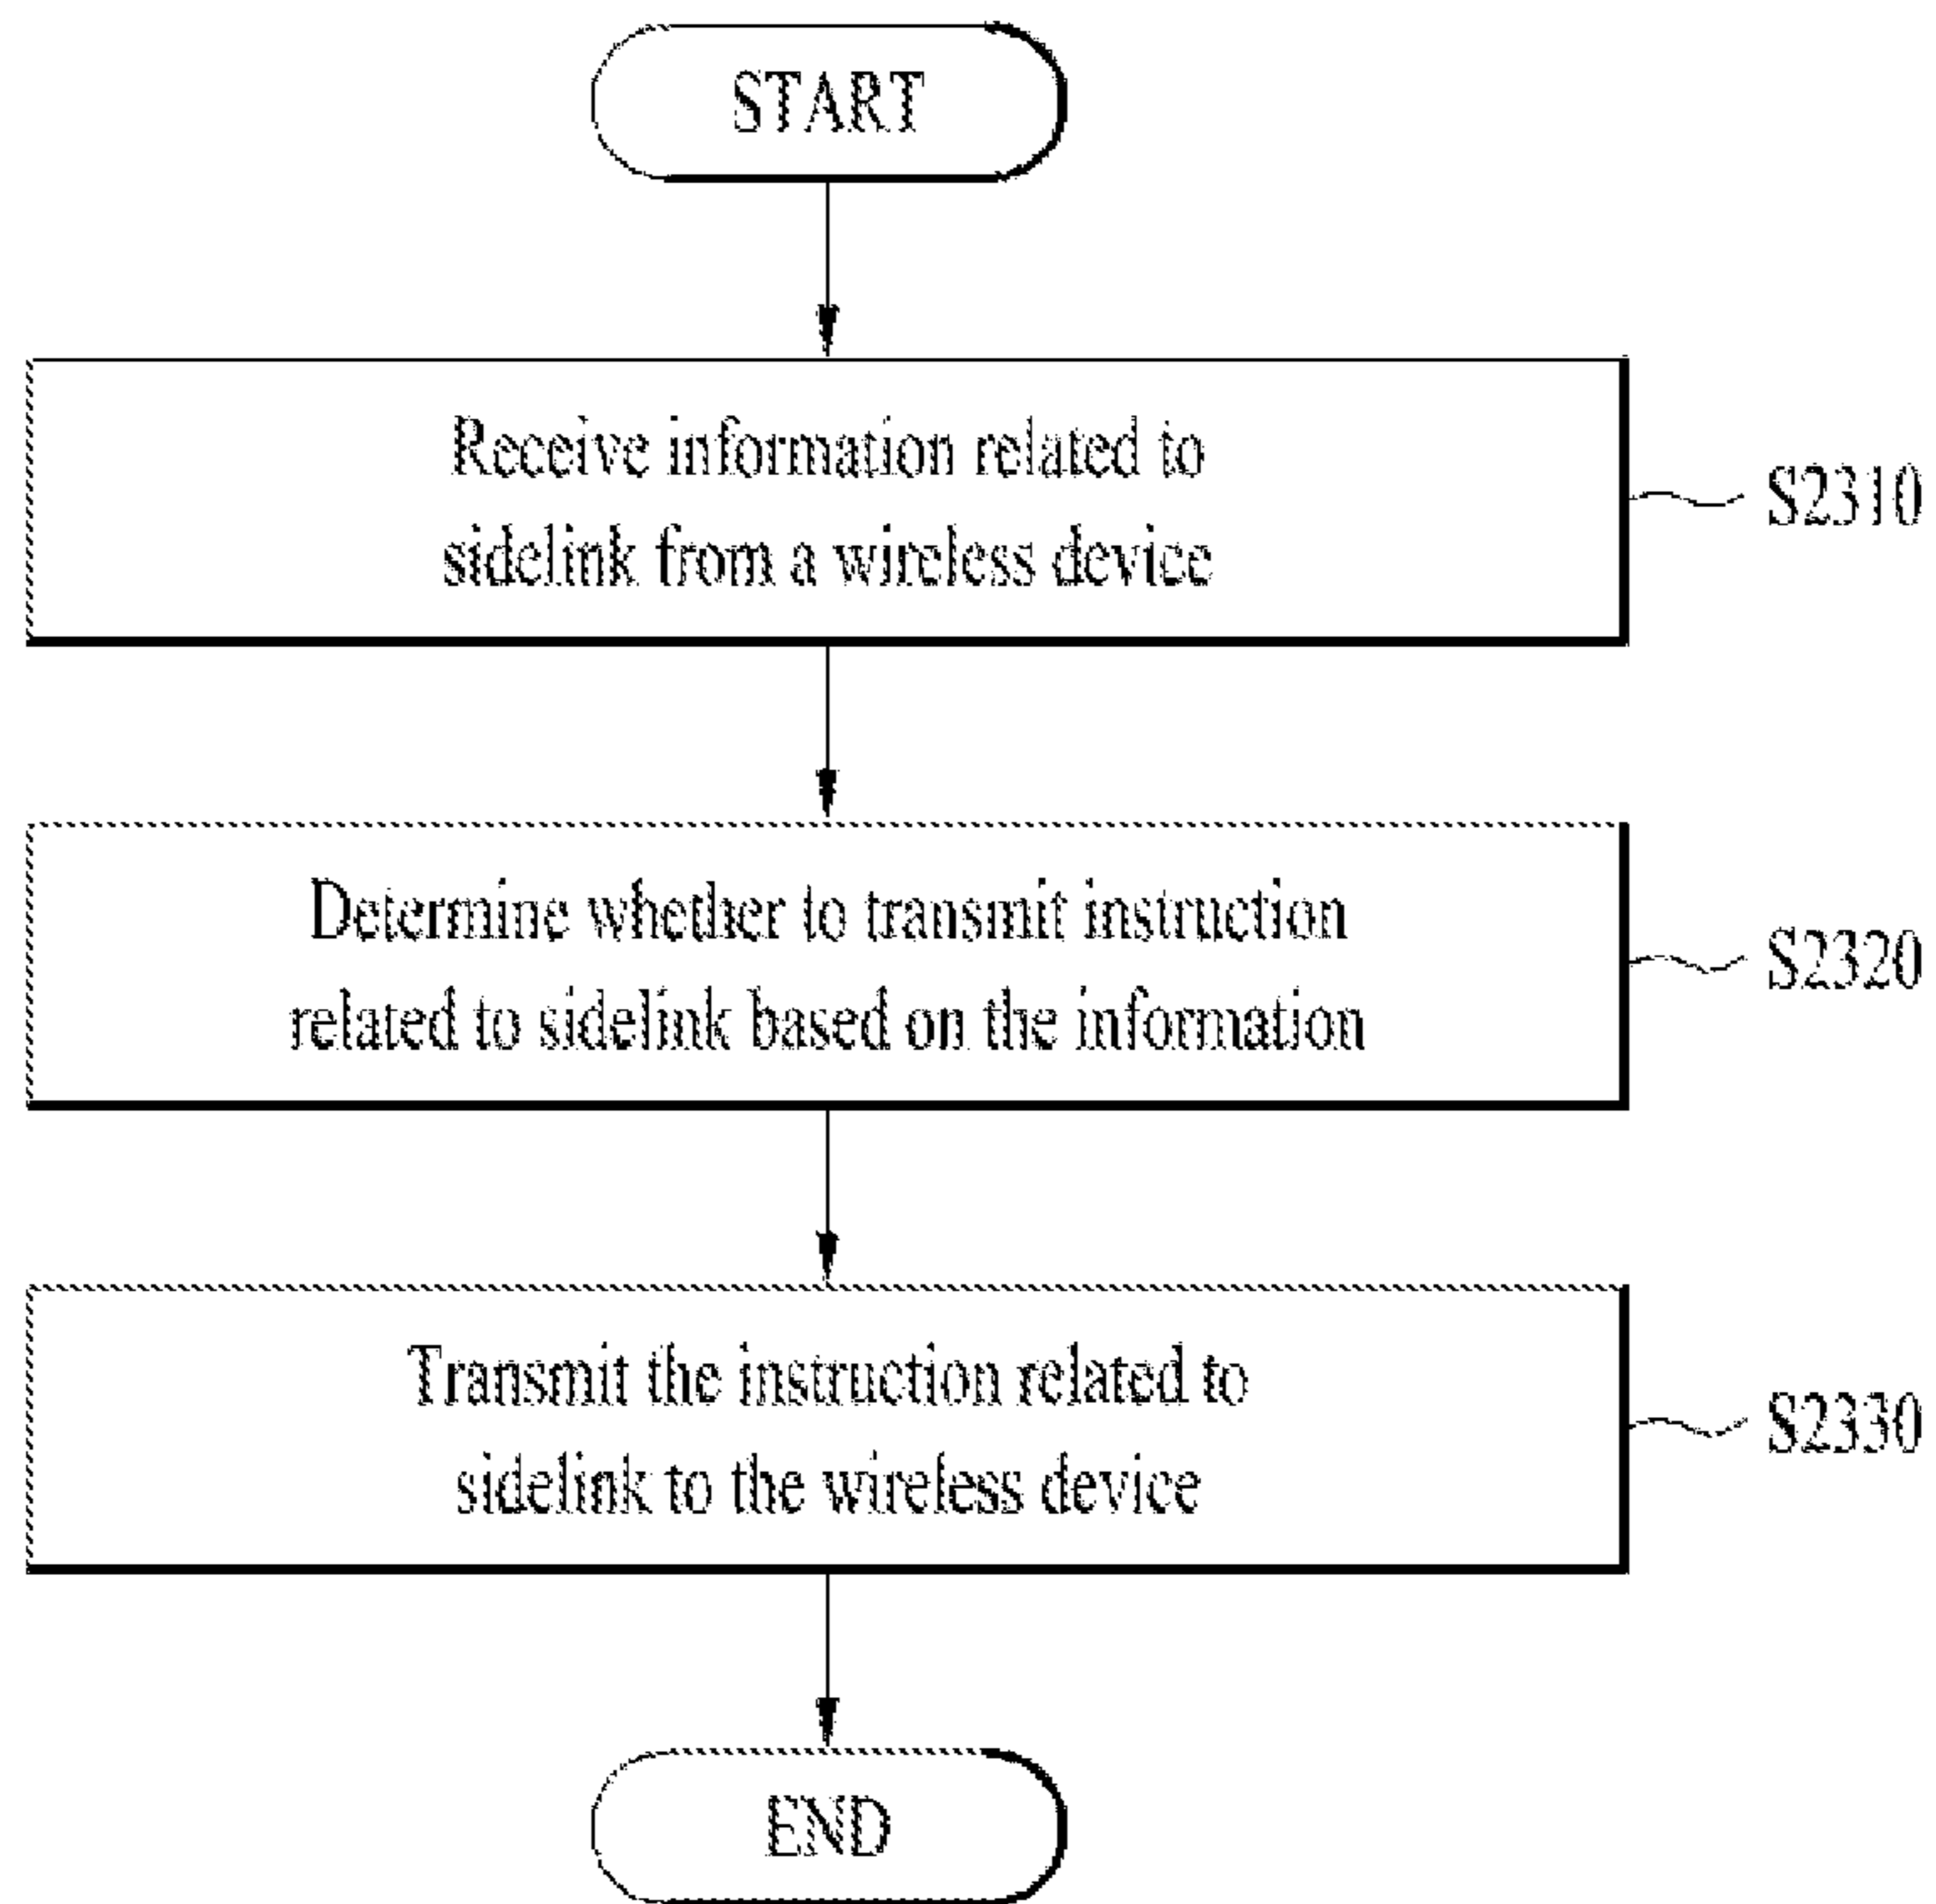 START
Receive information related to
sidelink from a wireless device
S2310
Determine whether to transmit instruction
related to sidelink based on the information
S2320
Transmit the instruction related to
sidelink to the wireless device
S2330
END